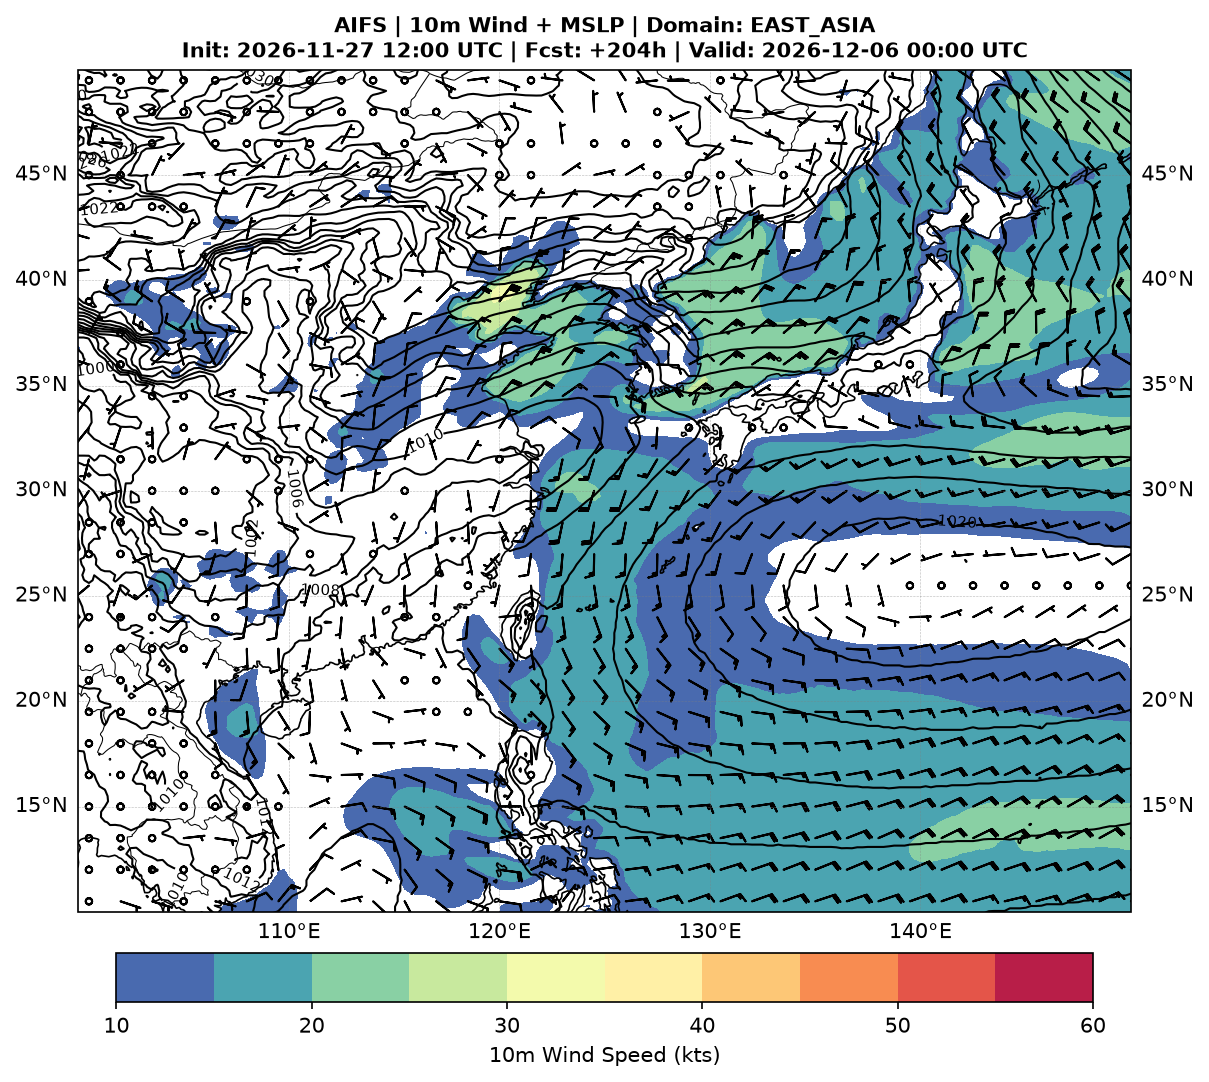 AIFS | 10m Wind + MSLP | Domain: EAST_ASIA
Init: 2026-11-27 12:00 UTC | Fcst: +204h | Valid: 2026-12-06 00:00 UTC
45°N 45°N
1022
40°N 40°N
35°N 35°N
1010
30°N 30°N
1006
1020
1002
1008
25°N 25°N
20°N 20°N
15°N 15°N
1010
1012
1010
110°E 120°E 130°E 140°E
10 20 30 40 50 60
10m Wind Speed (kts)